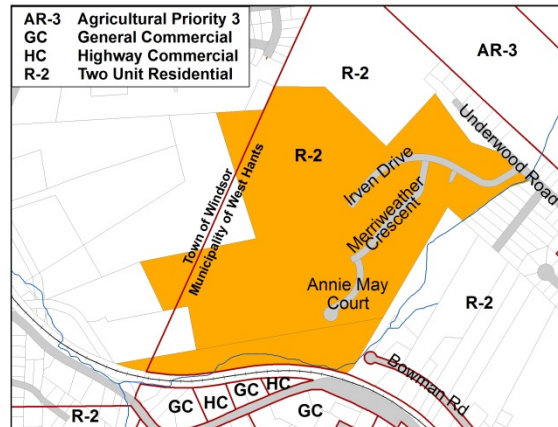 AR-3 Agricultural Priority 3
GC General Commercial
HC Highway Commercial
R-2 Two Unit Residential
R-2
AR-3
Underwood Road
R-2
Irven Drive
Merriweather
Crescent
Town of Windsor
Municipality of West Hants
Annie May
Court
R-2
Bowman Rd
R-2
GC
HC
GC
HC
GC